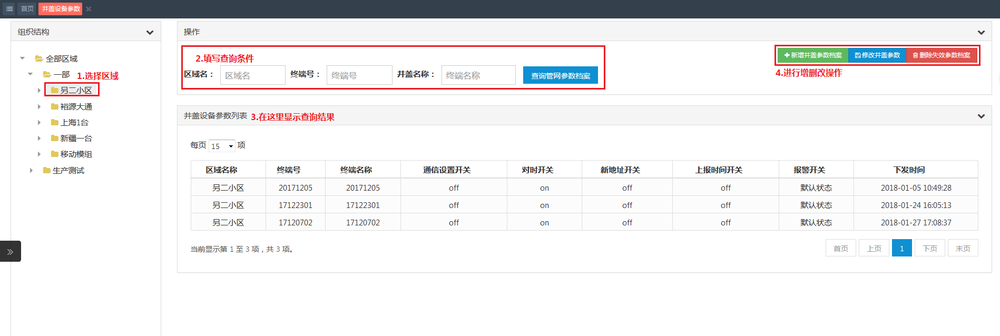 首页 井盖设备参数
组织结构
全部区域
一部 1.选择区域
另二小区
裕源大通
上海1台
新疆一台
移动模组
生产测试
操作
2.填写查询条件
区域名： 区域名 终端号： 终端号 井盖名称： 终端名称 查询管网参数档案
新增井盖参数档案 修改井盖参数 删除失效参数档案
4.进行增删改操作
井盖设备参数列表 3.在这里显示查询结果
每页 15 项
区域名称 终端号 终端名称 通信设置开关 对时开关 新地址开关 上报时间开关 报警开关 下发时间
另二小区 20171205 20171205 off on off off 默认状态 2018-01-05 10:49:28
另二小区 17122301 17122301 off on off off 默认状态 2018-01-24 16:05:13
另二小区 17120702 17120702 off on off off 默认状态 2018-01-27 17:08:37
当前显示第 1 至 3 项，共 3 项。
首页 上页 1 下页 末页